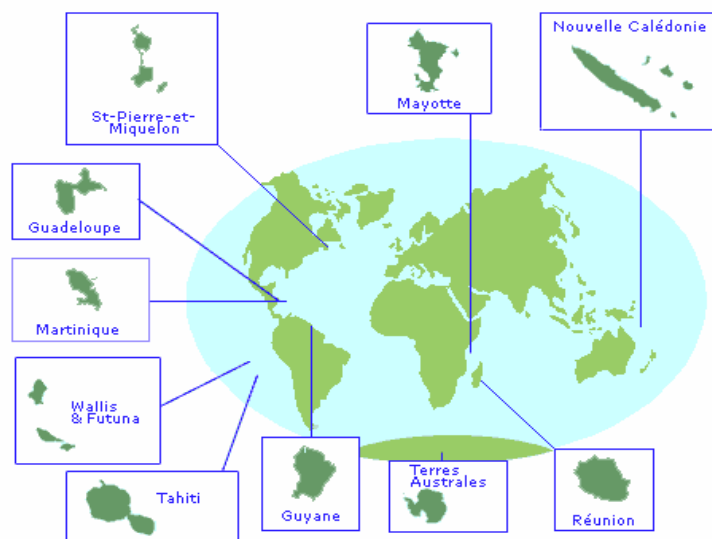 Nouvelle Calédonie
Mayotte
St-Pierre-et-
Miquelon
Guadeloupe
Martinique
Wallis
& Futuna
Tahiti
Guyane
Terres
Australes
Réunion